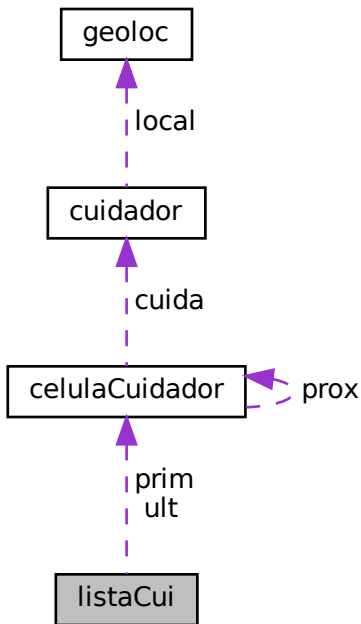 geoloc
local
cuidador
cuida
celulaCuidador
prox
prim
ult
listaCui